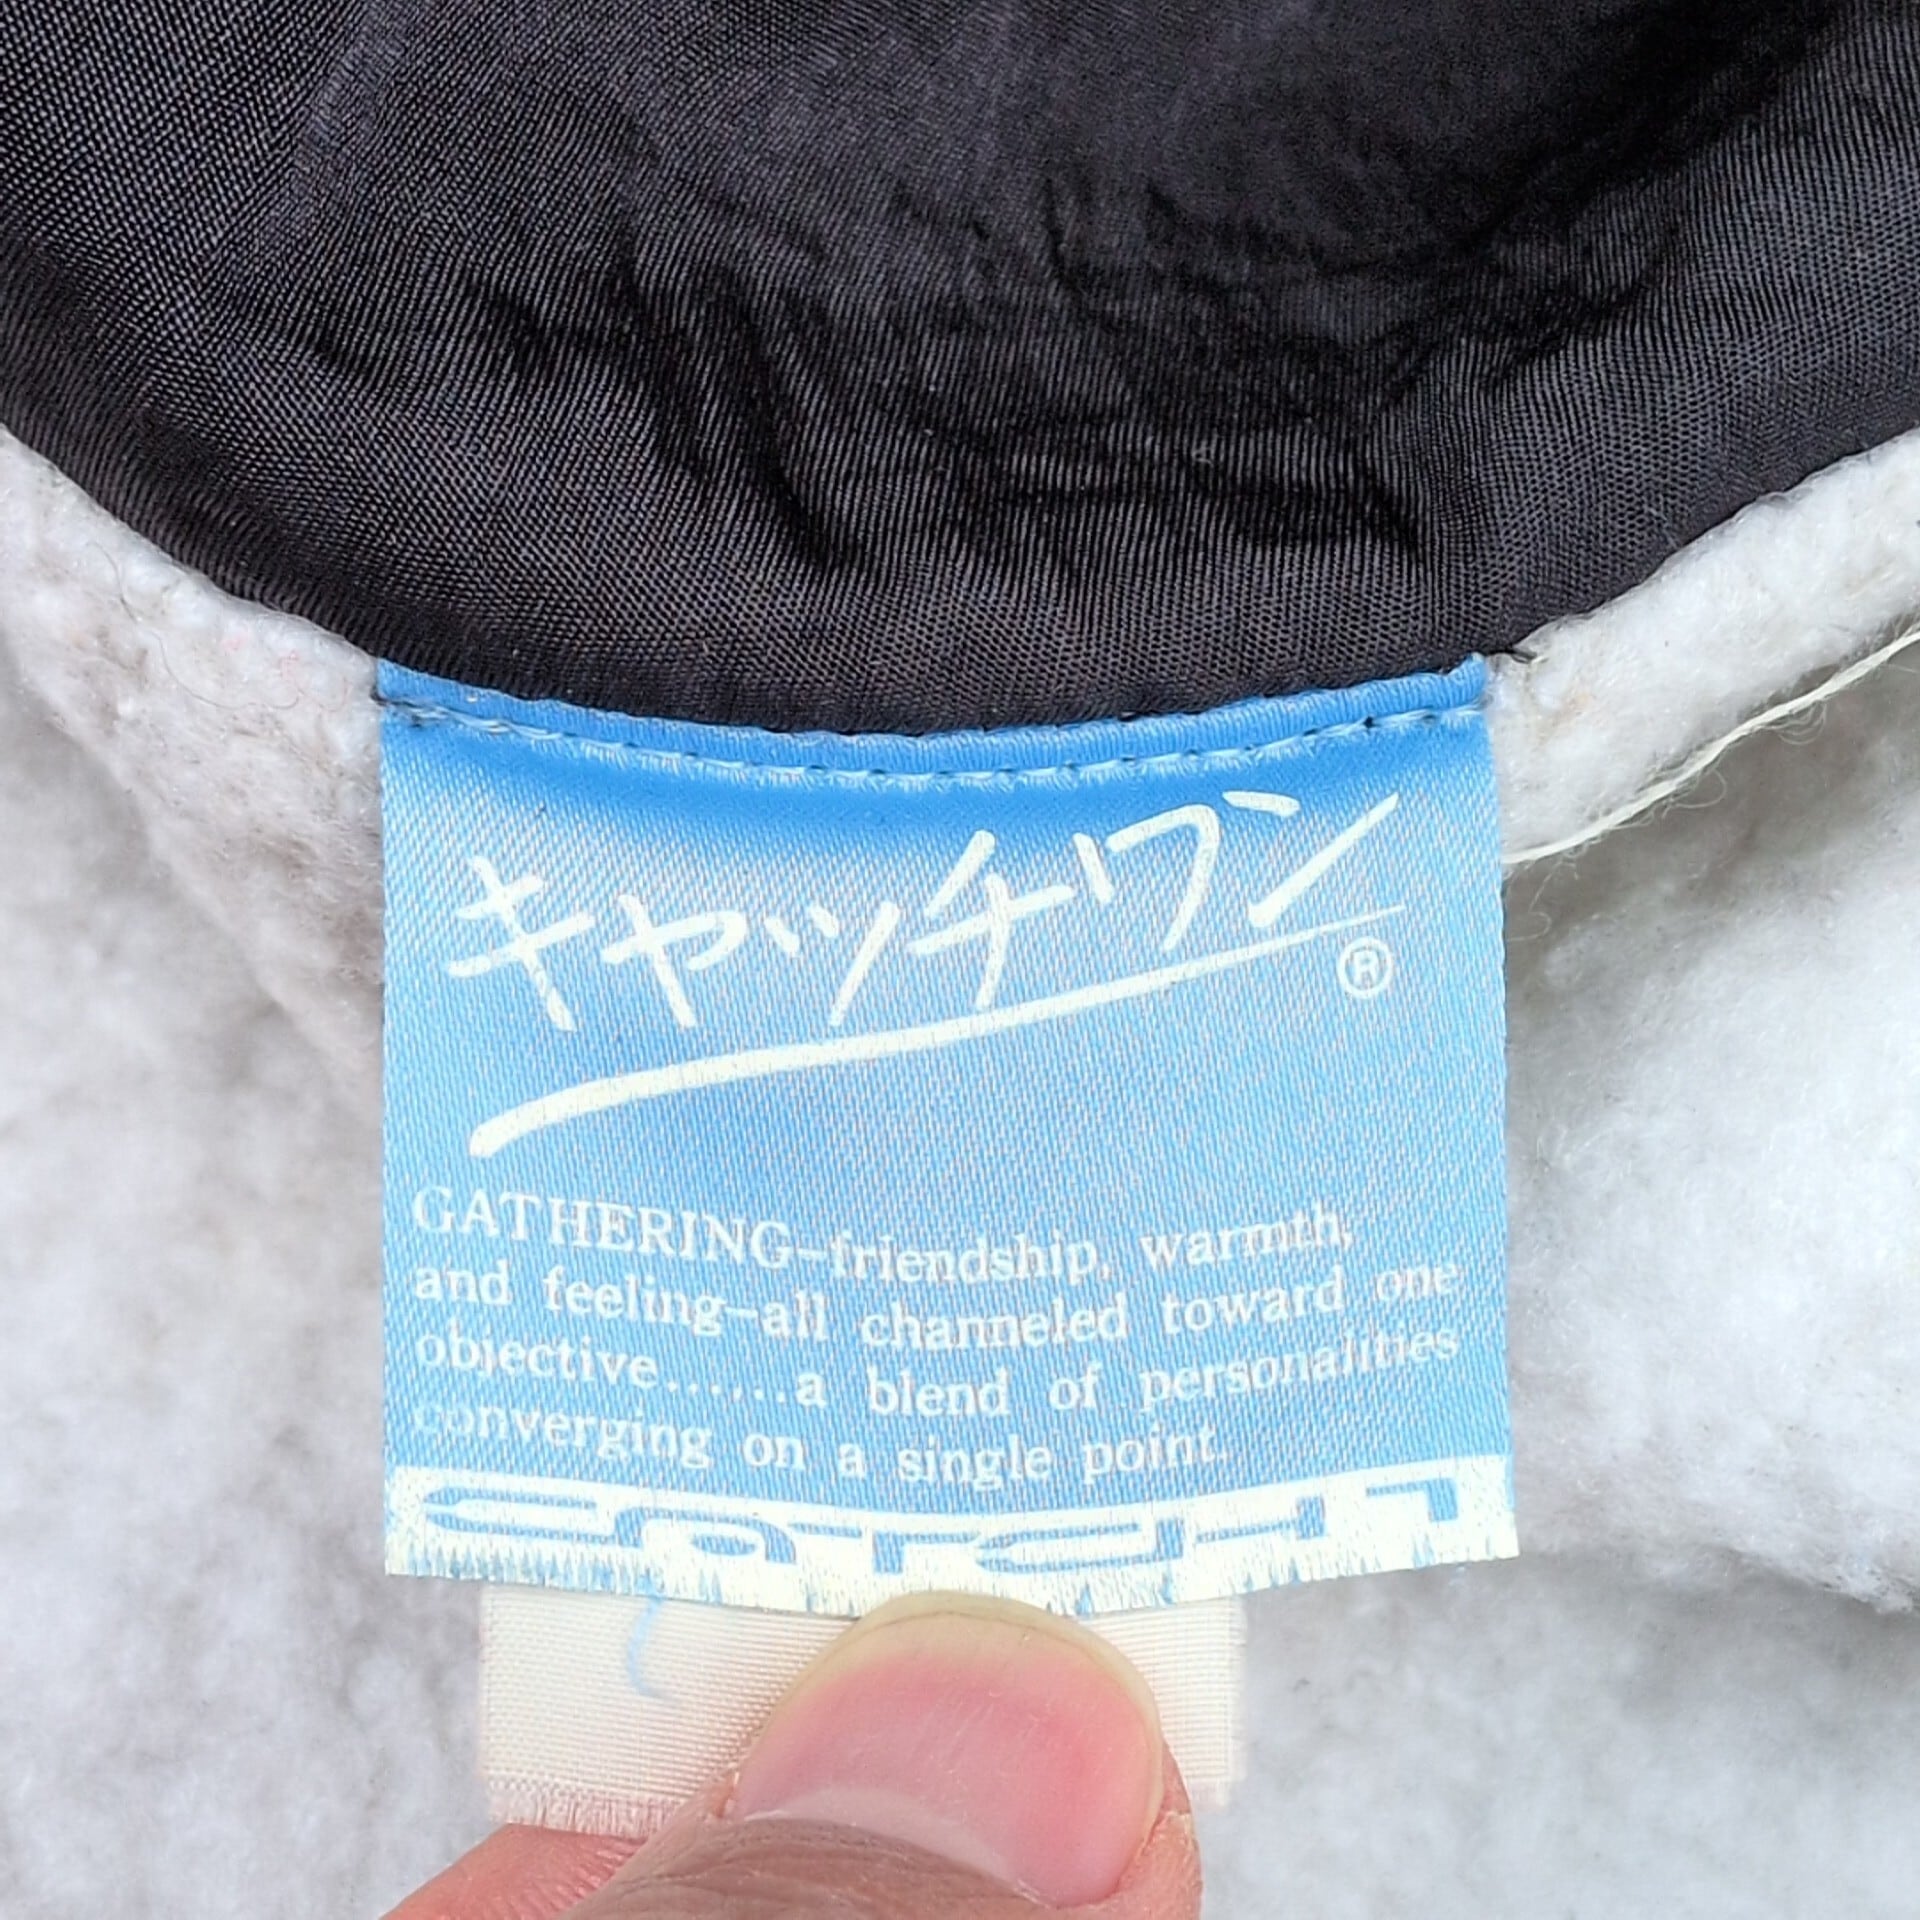 キャッチワン
®
GATHERING–friendship, warmth,
and feeling–all channeled toward one
objective......a blend of personalities
converging on a single point.